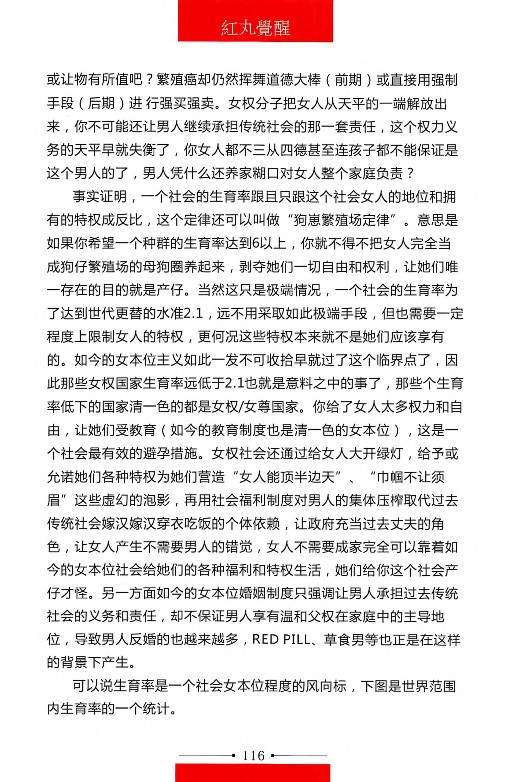 紅丸覺醒
或让物有所值吧？繁殖癌却仍然挥舞道德大棒（前期）或直接用强制
手段（后期）进 行强买强卖。女权分子把女人从天平的一端解放出
来，你不可能还让男人继续承担传统社会的那一套责任，这个权力义
务的天平早就失衡了，你女人都不三从四德甚至连孩子都不能保证是
这个男人的了，男人凭什么还养家糊口对女人整个家庭负责？
事实证明，一个社会的生育率跟且只跟这个社会女人的地位和拥
有的特权成反比，这个定律还可以叫做“狗崽繁殖场定律”。意思是
如果你希望一个种群的生育率达到6以上，你就不得不把女人完全当
成狗仔繁殖场的母狗圈养起来，剥夺她们一切自由和权利，让她们唯
一存在的目的就是产仔。当然这只是极端情况，一个社会的生育率为
了达到世代更替的水准2.1，远不用采取如此极端手段，但也需要一定
程度上限制女人的特权，更何况这些特权本来就不是她们应该享有
的。如今的女本位主义如此一发不可收拾早就过了这个临界点了，因
此那些女权国家生育率远低于2.1也就是意料之中的事了，那些个生育
率低下的国家清一色的都是女权/女尊国家。你给了女人太多权力和自
由，让她们受教育（如今的教育制度也是清一色的女本位），这是一
个社会最有效的避孕措施。女权社会还通过给女人大开绿灯，给予或
允诺她们各种特权为她们营造“女人能顶半边天”、“巾帼不让须
眉”这些虚幻的泡影，再用社会福利制度对男人的集体压榨取代过去
传统社会嫁汉嫁汉穿衣吃饭的个体依赖，让政府充当过去丈夫的角
色，让女人产生不需要男人的错觉，女人不需要成家完全可以靠着如
今的女本位社会给她们的各种福利和特权生活，她们给你这个社会产
仔才怪。另一方面如今的女本位婚姻制度只强调让男人承担过去传统
社会的义务和责任，却不保证男人享有温和父权在家庭中的主导地
位，导致男人反婚的也越来越多，RED PILL、草食男等也正是在这样
的背景下产生。
可以说生育率是一个社会女本位程度的风向标，下图是世界范围
内生育率的一个统计。
116